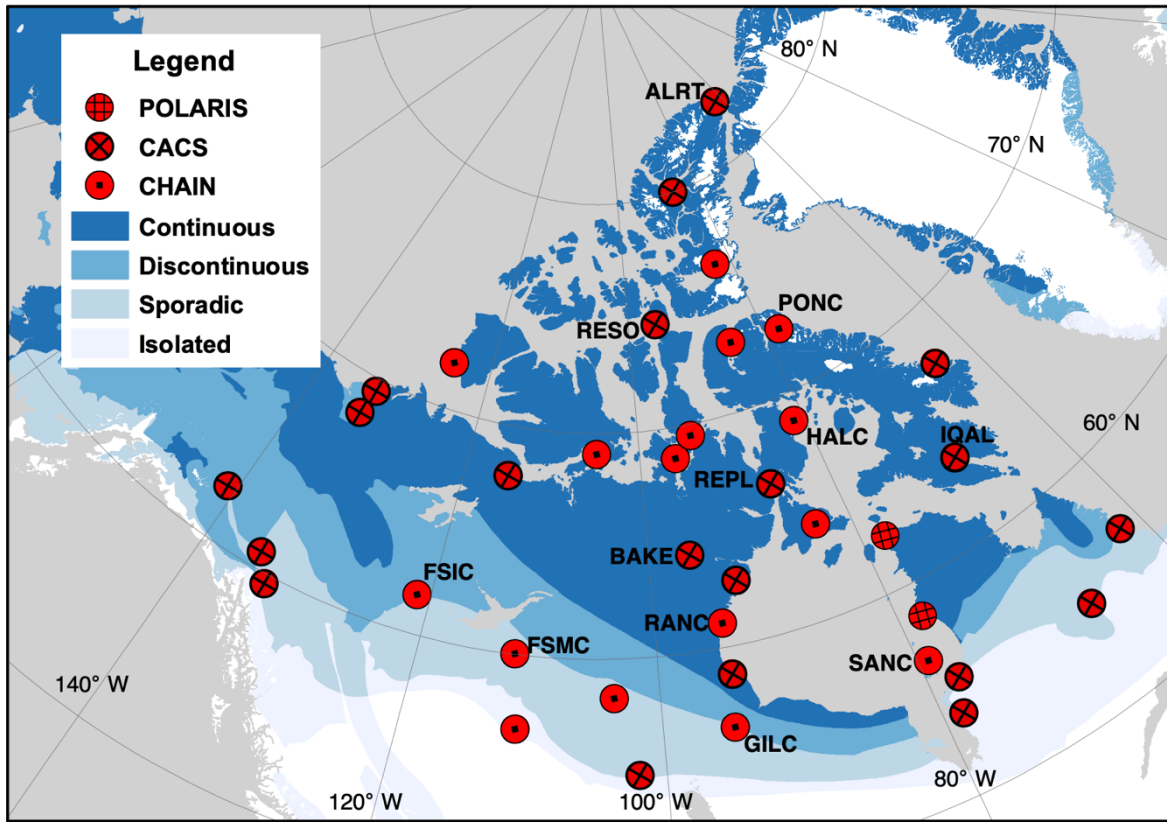 Legend
POLARIS
CACS
CHAIN
Continuous
Discontinuous
Sporadic
Isolated
80° N
ALRT
70° N
PONC
RESO
60° N
HALC
IQAL
REPL
BAKE
FSIC
RANC
FSMC
SANC
140° W
GILC
80° W
120° W
100° W